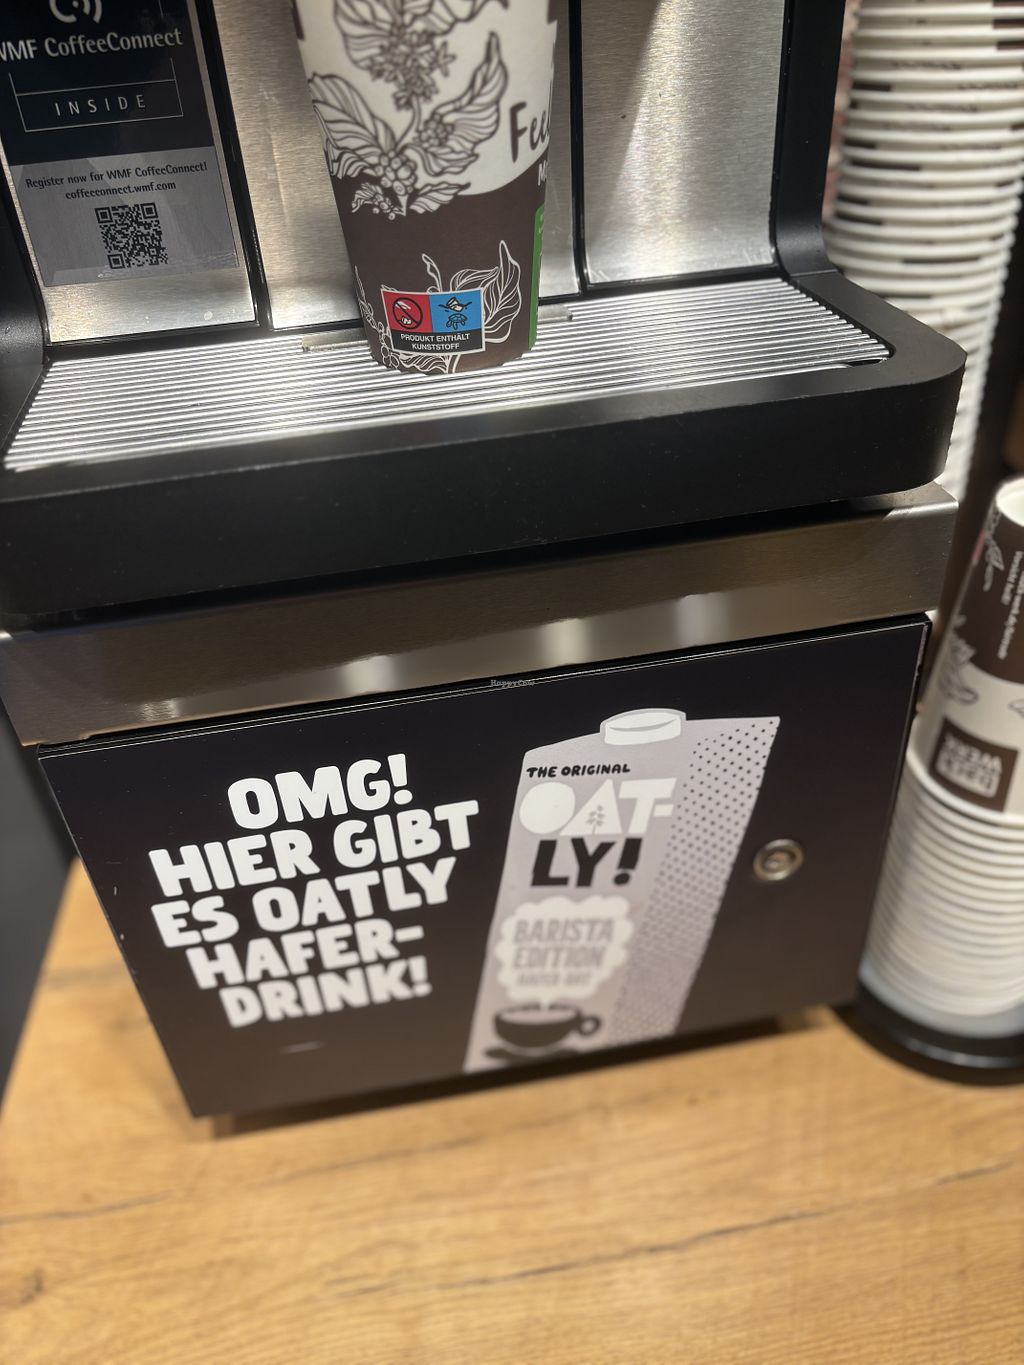 WMF CoffeeConnect
INSIDE
Register now for WMF CoffeeConnect!
coffeeconnect.wmf.com
PRODUKT ENTHÄLT
KUNSTSTOFF
HappyCow
OMG!
HIER GIBT
ES OATLY
HAFER-
DRINK!
THE ORIGINAL
OAT-
LY!
BARISTA
EDITION